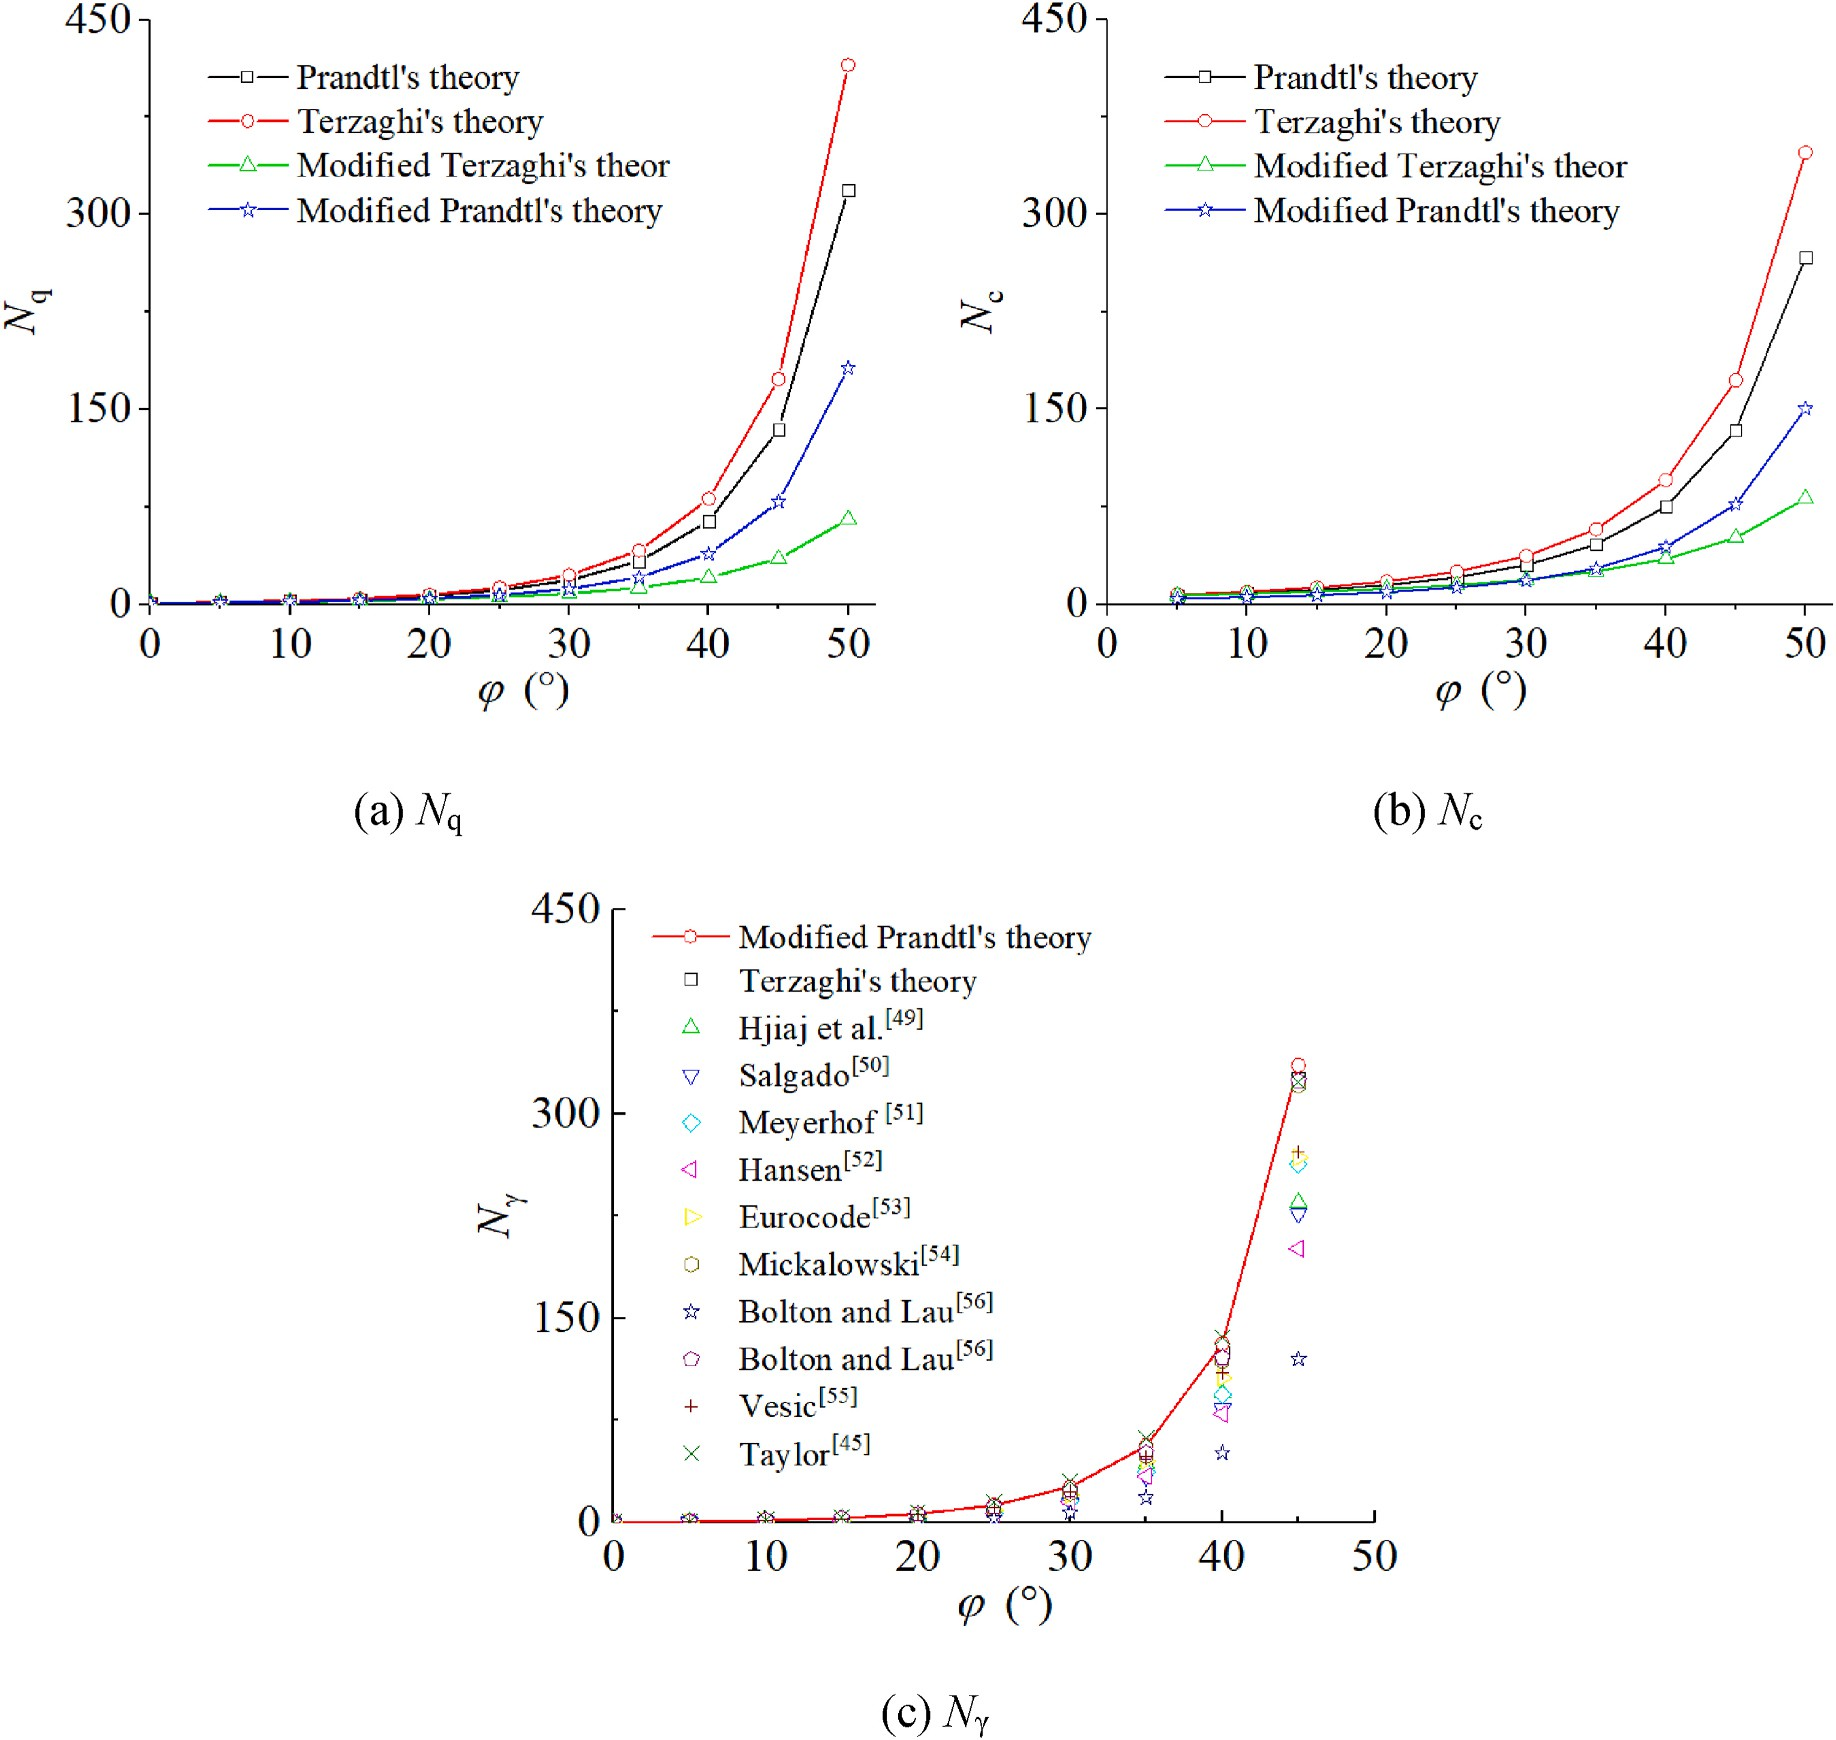 450
300
150
0
Nq
Prandtl's theory
Terzaghi's theory
Modified Terzaghi's theor
Modified Prandtl's theory
0 10 20 30 40 50
φ (°)
(a) Nq
450
300
150
0
Nc
Prandtl's theory
Terzaghi's theory
Modified Terzaghi's theor
Modified Prandtl's theory
0 10 20 30 40 50
φ (°)
(b) Nc
450
300
150
0
Nγ
Modified Prandtl's theory
Terzaghi's theory
Hjiaj et al.[49]
Salgado[50]
Meyerhof [51]
Hansen[52]
Eurocode[53]
Mickalowski[54]
Bolton and Lau[56]
Bolton and Lau[56]
Vesic[55]
Taylor[45]
0 10 20 30 40 50
φ (°)
(c) Nγ